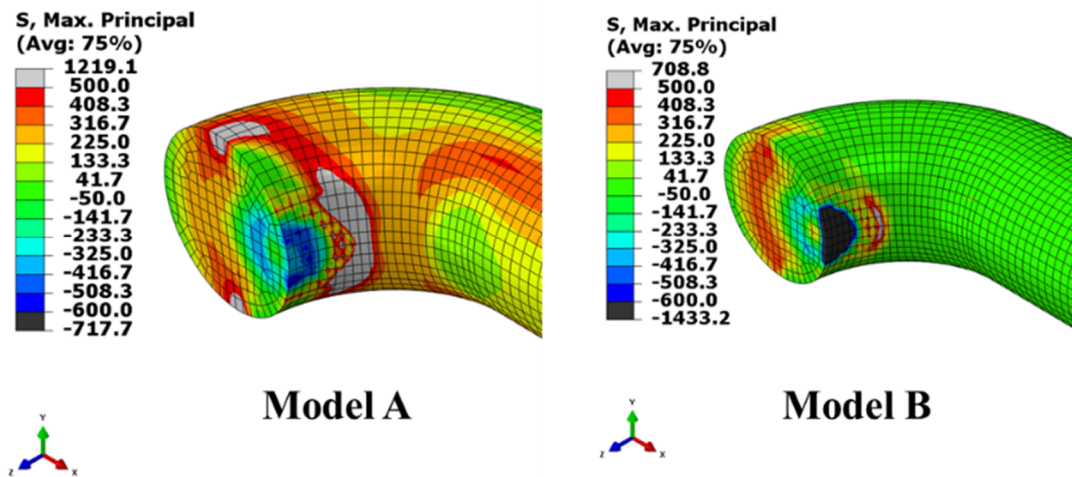 S, Max. Principal
(Avg: 75%)
1219.1
500.0
408.3
316.7
225.0
133.3
41.7
-50.0
-141.7
-233.3
-325.0
-416.7
-508.3
-600.0
-717.7
Y
Z
X
Model A
S, Max. Principal
(Avg: 75%)
708.8
500.0
408.3
316.7
225.0
133.3
41.7
-50.0
-141.7
-233.3
-325.0
-416.7
-508.3
-600.0
-1433.2
Y
Z
X
Model B